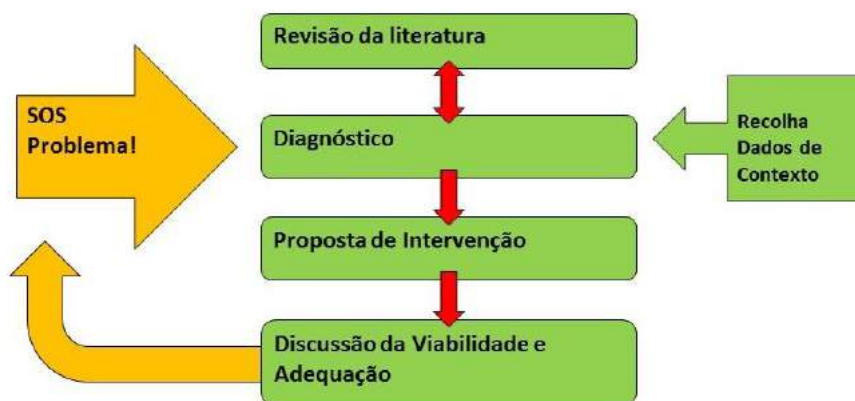 Revisão da literatura
SOS
Problema!
Diagnóstico
Recolha
Dados de
Contexto
Proposta de Intervenção
Discussão da Viabilidade e
Adequação